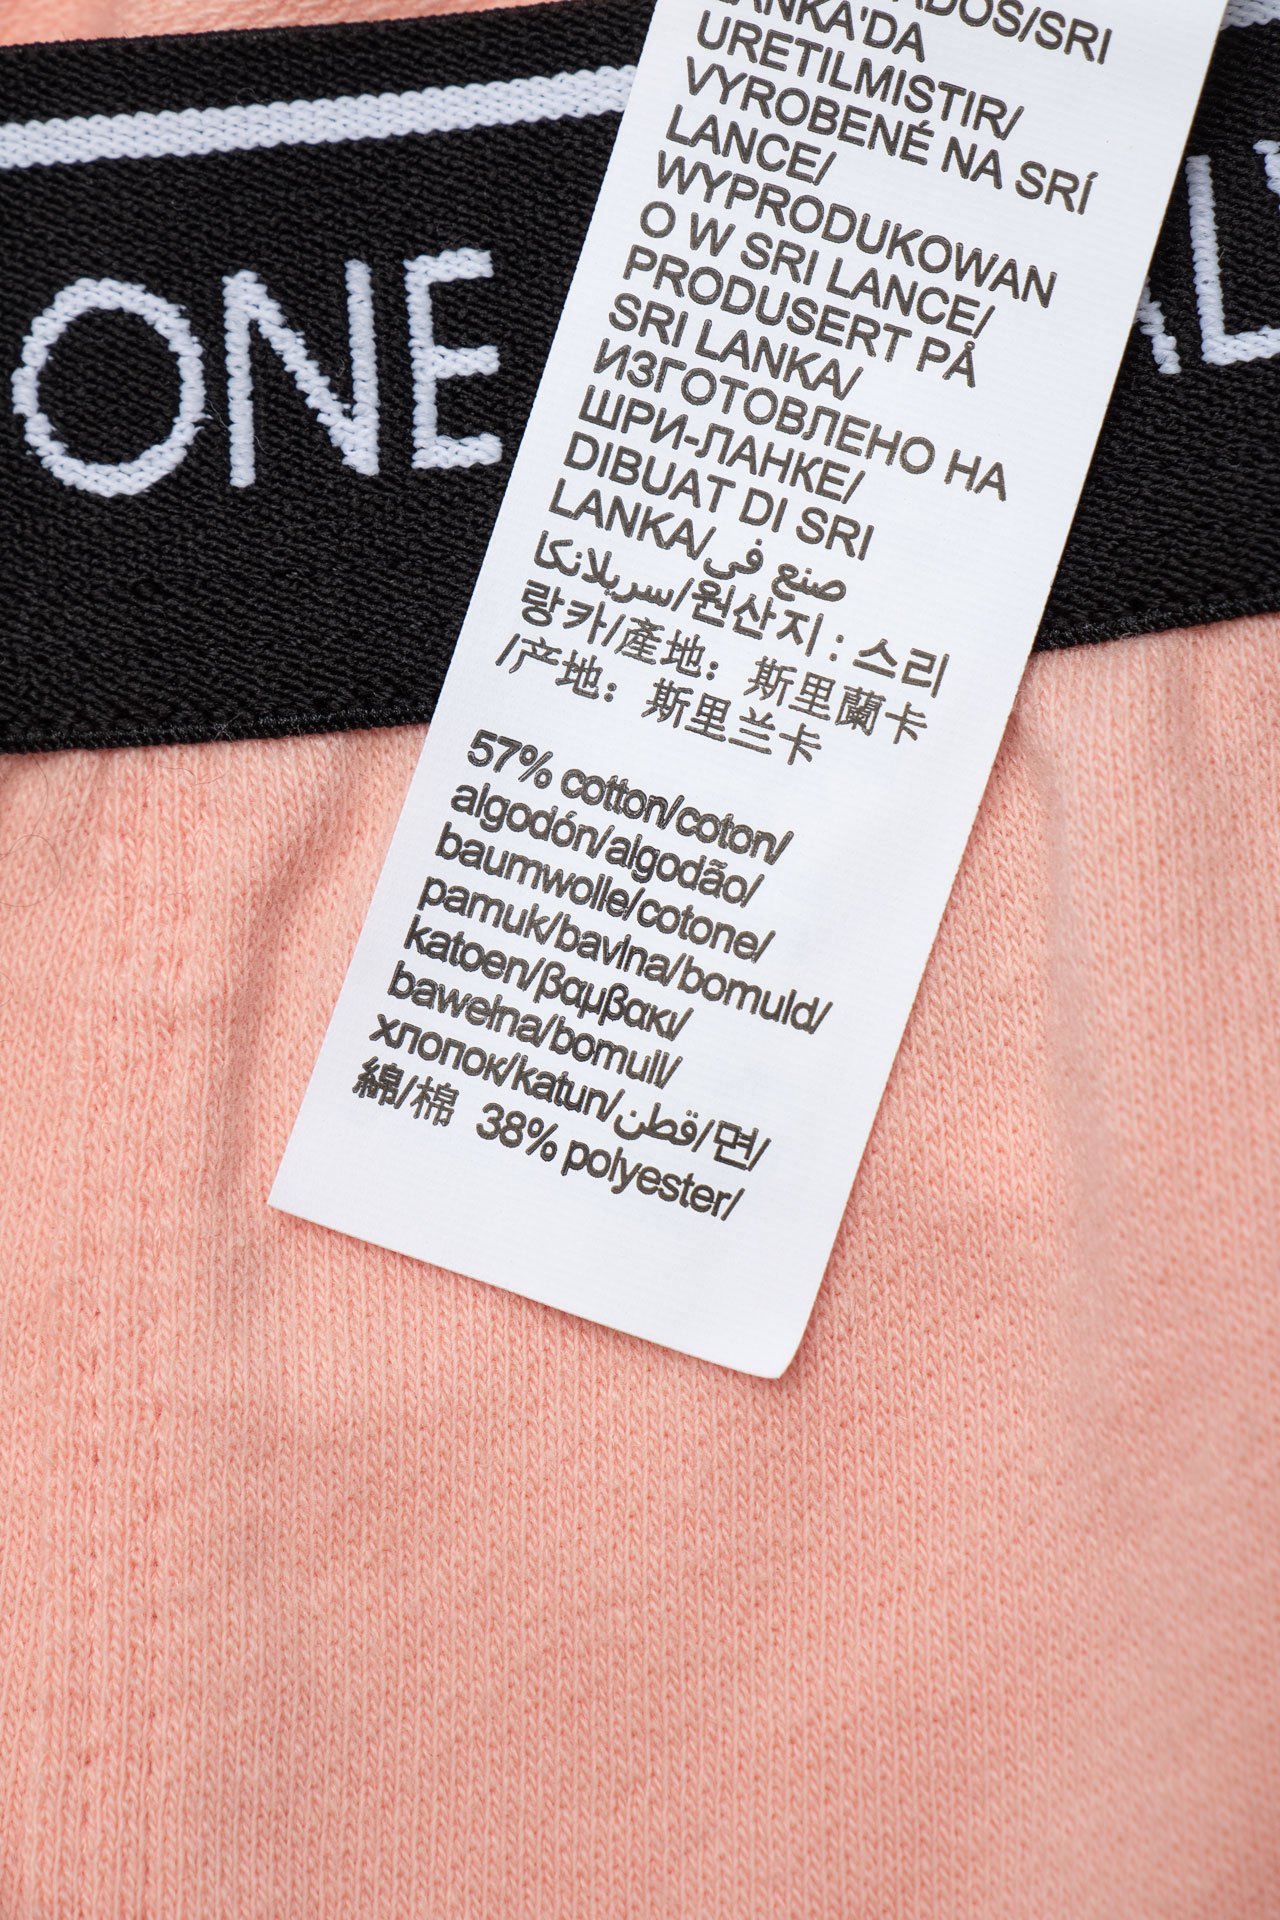 ONE
ADOS/SRI
LANKA'DA
URETILMISTIR/
VYROBENÉ NA SRÍ
LANCE/
WYPRODUKOWAN
O W SRI LANCE/
PRODUSERT PÅ
SRI LANKA/
ИЗГОТОВЛЕНО НА
ШРИ-ЛАНКЕ/
DIBUAT DI SRI
LANKA/صنع في
سريلانكا/원산지 : 스리
랑카/產地：斯里蘭卡
/产地：斯里兰卡
57% cotton/coton/
algodón/algodão/
baumwolle/cotone/
pamuk/bavlna/bomuld/
katoen/βαμβακι/
bawełna/bomull/
хлопок/katun/قطن/면/
綿/棉 38% polyester/